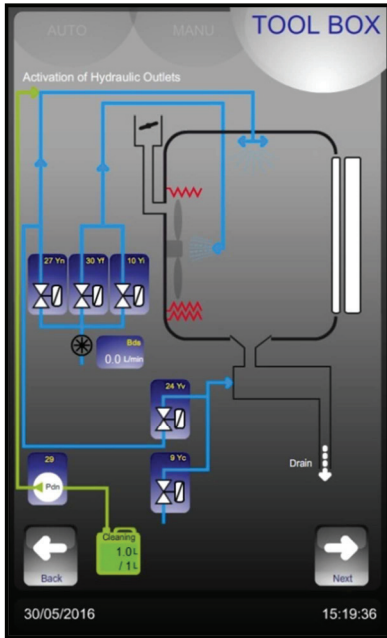 AUTO
MANU
TOOL BOX
Activation of Hydraulic Outlets
27 Yn
30 Yf
10 Yi
Bda
0.0 L/min
24 Yv
9 Yc
29
Pdn
Drain
Cleaning
1.0 L
/ 1 L
Back
Next
30/05/2016
15:19:36